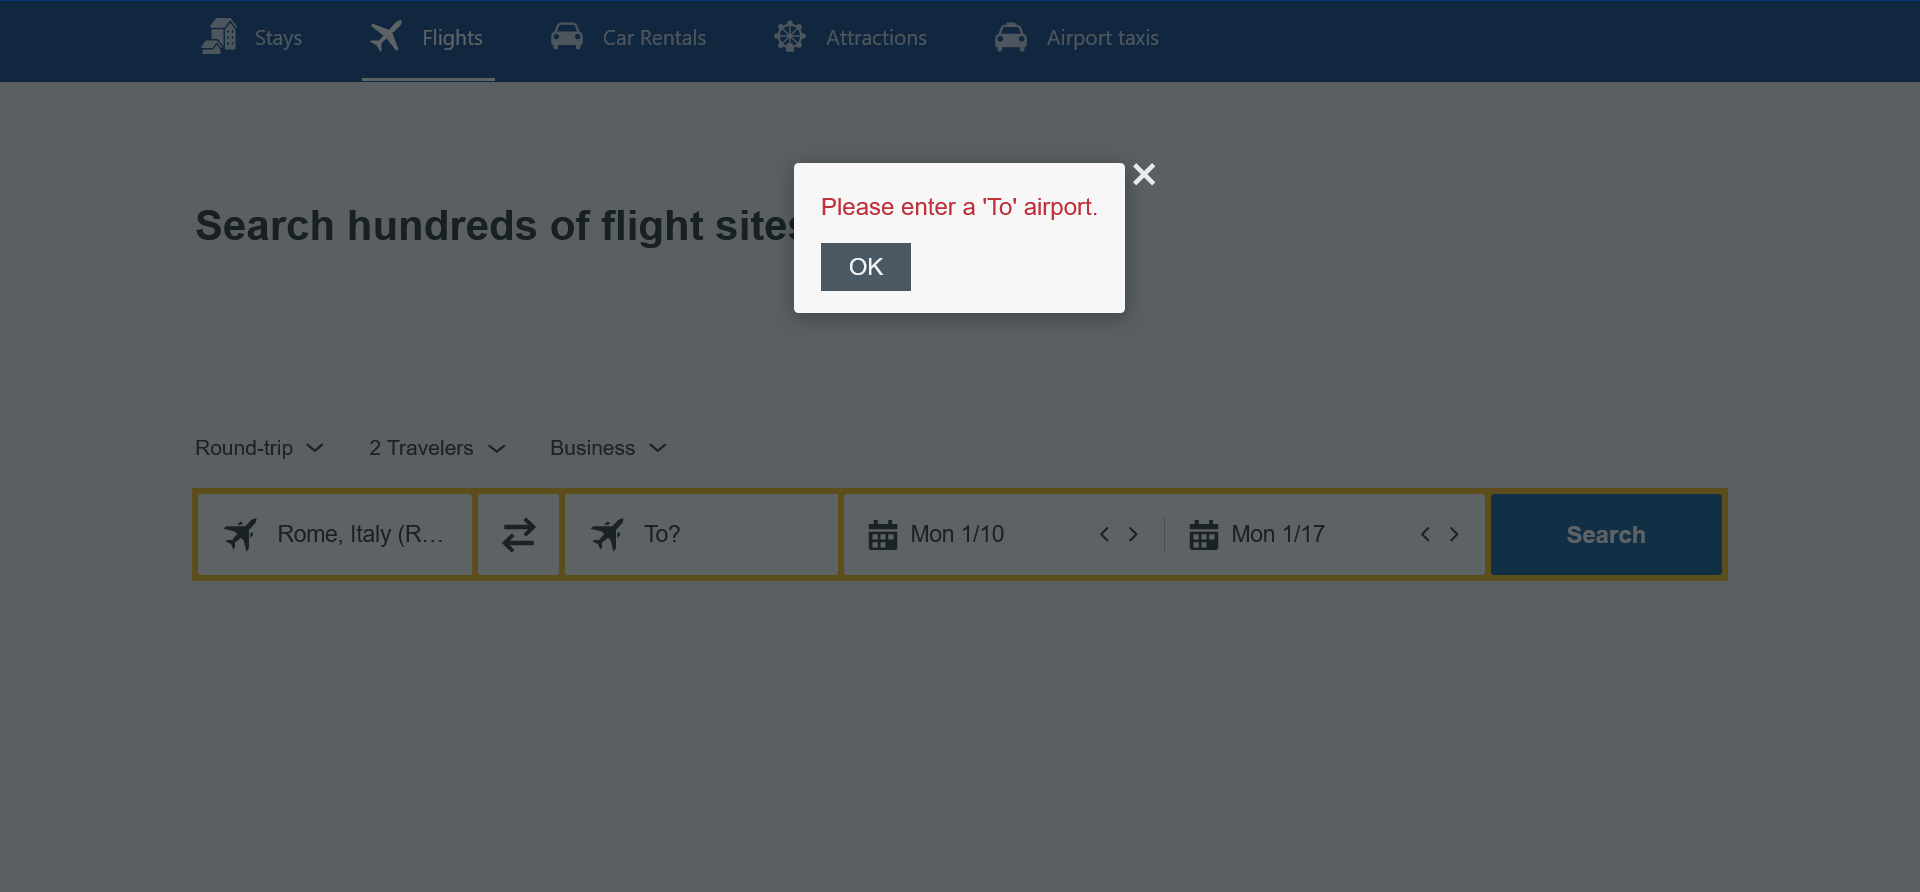 Stays
Flights
Car Rentals
Attractions
Airport taxis
Search hundreds of flight sites
Please enter a 'To' airport.
OK
Round-trip
2 Travelers
Business
Rome, Italy (R...
To?
Mon 1/10
Mon 1/17
Search